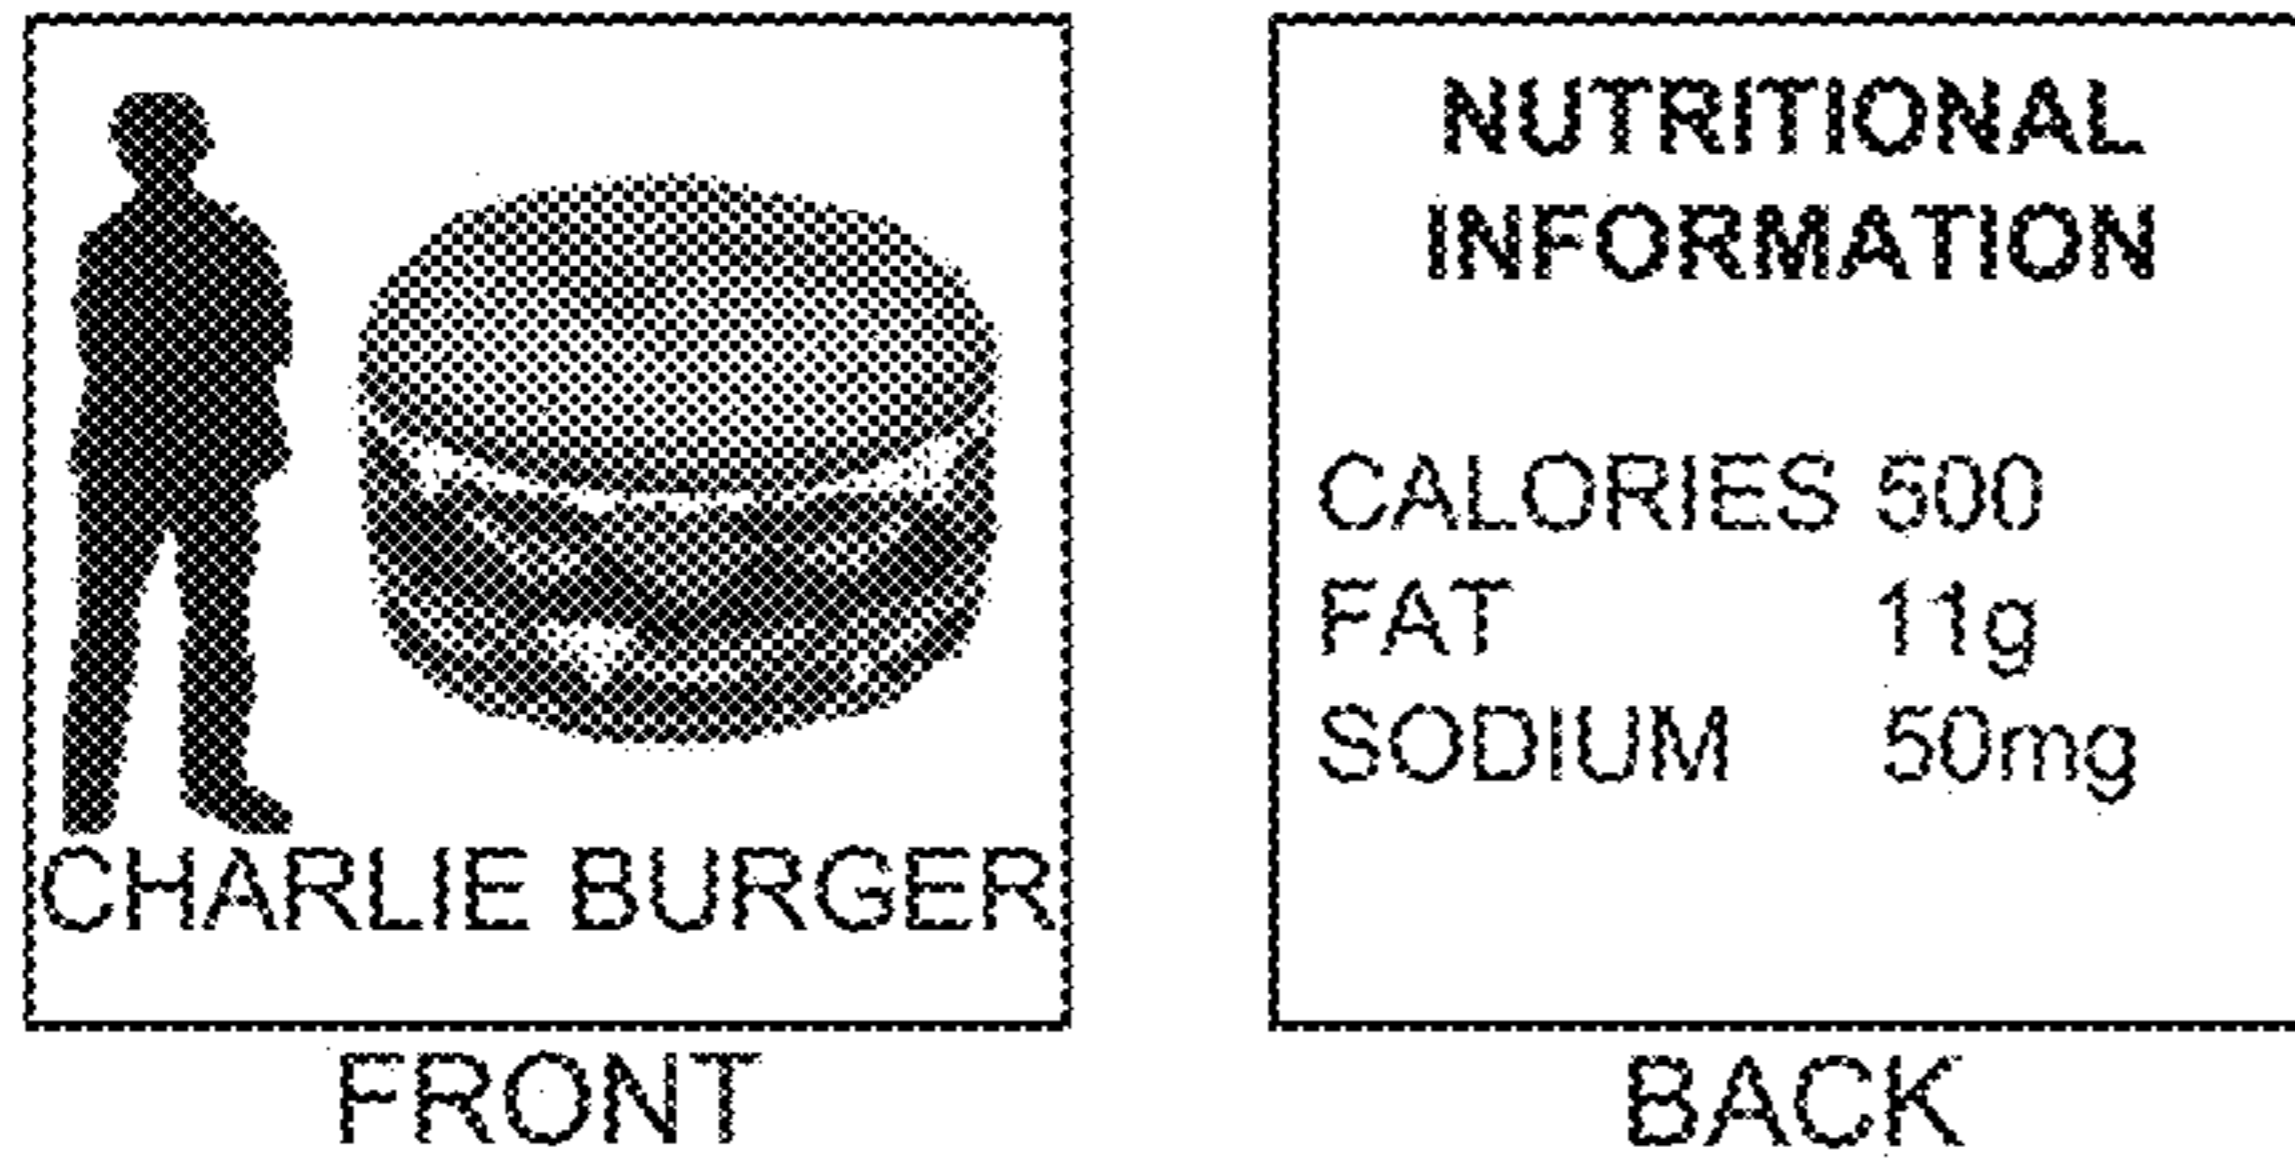 CHARLIE BURGER
FRONT
NUTRITIONAL
INFORMATION
CALORIES 500
FAT 11g
SODIUM 50mg
BACK